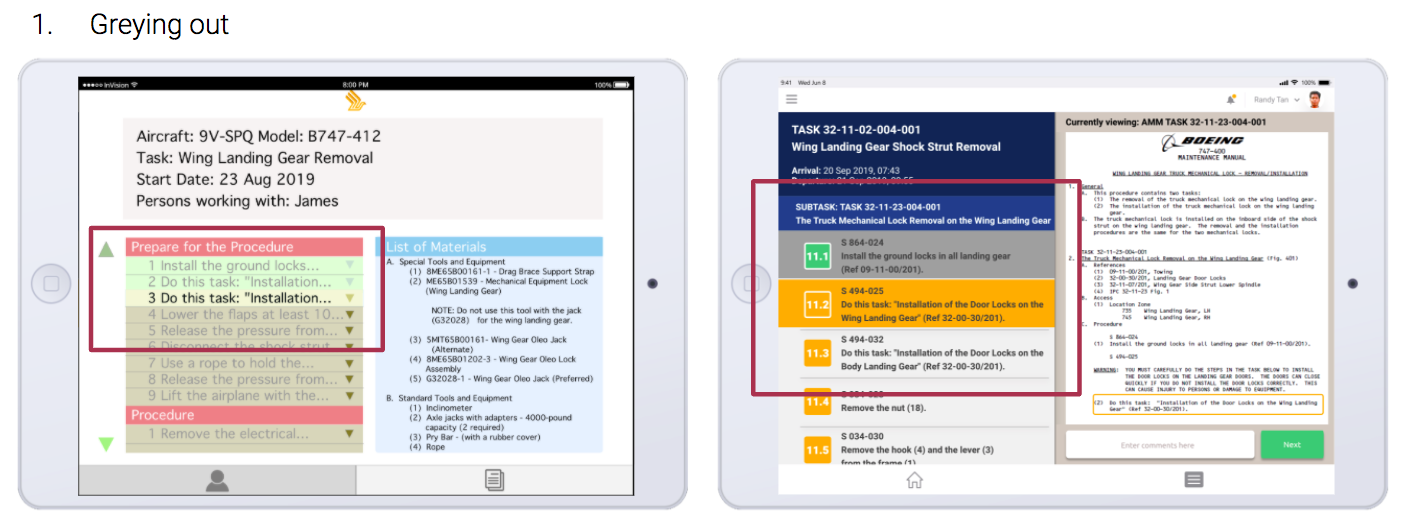 1. Greying out
●●●○○ InVision
8:00 PM
100%
Aircraft: 9V-SPQ Model: B747-412
Task: Wing Landing Gear Removal
Start Date: 23 Aug 2019
Persons working with: James
Prepare for the Procedure
1 Install the ground locks...
2 Do this task: "Installation...
3 Do this task: "Installation...
4 Lower the flaps at least 10...
5 Release the pressure from...
6 Disconnect the shock strut
7 Use a rope to hold the...
8 Release the pressure from...
9 Lift the airplane with the...
Procedure
1 Remove the electrical...
List of Materials
A. Special Tools and Equipment
(1) 8ME65B00161-1 - Drag Brace Support Strap
(2) ME65B01539 - Mechanical Equipment Lock
(Wing Landing Gear)
NOTE: Do not use this tool with the jack
(G32028) for the wing landing gear.
(3) 5MIT65B00161- Wing Gear Oleo Jack
(Alternate)
(4) 8ME65B01202-3 - Wing Gear Oleo Lock
Assembly
(5) G32028-1 - Wing Gear Oleo Jack (Preferred)
B. Standard Tools and Equipment
(1) Inclinometer
(2) Axle jacks with adapters - 4000-pound
capacity (2 required)
(3) Pry Bar - (with a rubber cover)
(4) Rope
9:41 Wed Jun 8
100%
Randy Tan
TASK 32-11-02-004-001
Wing Landing Gear Shock Strut Removal
Arrival: 20 Sep 2019, 07:43
SUBTASK: TASK 32-11-23-004-001
The Truck Mechanical Lock Removal on the Wing Landing Gear
11.1
S 864-024
Install the ground locks in all landing gear
(Ref 09-11-00/201).
11.2
S 494-025
Do this task: "Installation of the Door Locks on the
Wing Landing Gear" (Ref 32-00-30/201).
11.3
S 494-032
Do this task: "Installation of the Door Locks on the
Body Landing Gear" (Ref 32-00-30/201).
11.4
Remove the nut (18).
11.5
S 034-030
Remove the hook (4) and the lever (3)
from the frame (1)
Currently viewing: AMM TASK 32-11-23-004-001
BOEING
747-400
MAINTENANCE MANUAL
WING LANDING GEAR TRUCK MECHANICAL LOCK - REMOVAL/INSTALLATION
1. General
A. This procedure contains two tasks:
(1) The removal of the truck mechanical lock on the wing landing gear.
(2) The installation of the truck mechanical lock on the wing landing
gear.
B. The truck mechanical lock is installed on the inboard side of the shock
strut on the wing landing gear. The removal and the installation
procedures are the same for the two mechanical locks.
TASK 32-11-23-004-001
2. The Truck Mechanical Lock Removal on the Wing Landing Gear (Fig. 401)
A. References
(1) 09-11-00/201, Towing
(2) 32-00-30/201, Landing Gear Door Locks
(3) 32-11-07/201, Wing Gear Side Strut Lower Spindle
(4) IPC 32-11-23 Fig. 1
B. Access
(1) Location Zone
735 Wing Landing Gear, LH
745 Wing Landing Gear, RH
C. Procedure
S 864-024
(1) Install the ground locks in all landing gear (Ref 09-11-00/201).
S 494-025
WARNING: YOU MUST CAREFULLY DO THE STEPS IN THE TASK BELOW TO INSTALL
THE DOOR LOCKS ON THE LANDING GEAR DOORS. THE DOORS CAN CLOSE
QUICKLY IF YOU DO NOT INSTALL THE DOOR LOCKS CORRECTLY. THIS
CAN CAUSE INJURY TO PERSONS OR DAMAGE TO EQUIPMENT.
(2) Do this task: "Installation of the Door Locks on the Wing Landing
Gear" (Ref 32-00-30/201).
Enter comments here
Next